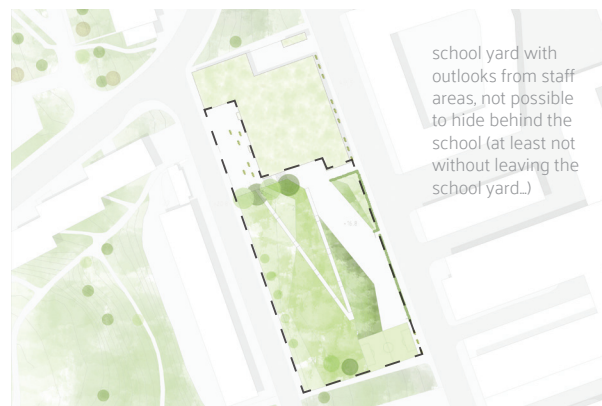 school yard with
outlooks from staff
areas, not possible
to hide behind the
school (at least not
without leaving the
school yard...)